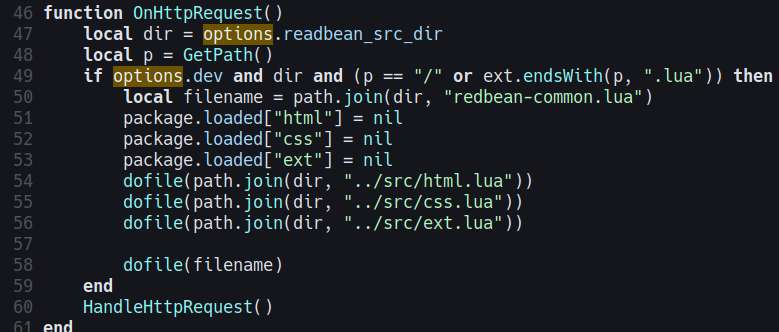 46 function OnHttpRequest()
47     local dir = options.readbean_src_dir
48     local p = GetPath()
49     if options.dev and dir and (p == "/" or ext.endsWith(p, ".lua")) then
50         local filename = path.join(dir, "redbean-common.lua")
51         package.loaded["html"] = nil
52         package.loaded["css"] = nil
53         package.loaded["ext"] = nil
54         dofile(path.join(dir, "../src/html.lua"))
55         dofile(path.join(dir, "../src/css.lua"))
56         dofile(path.join(dir, "../src/ext.lua"))
57
58         dofile(filename)
59     end
60     HandleHttpRequest()
61 end